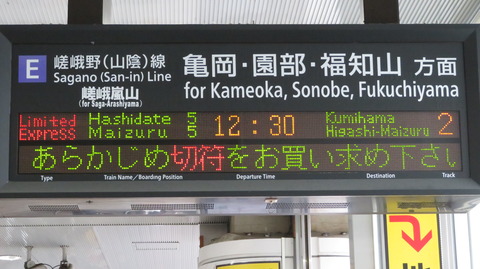 E
嵯峨野(山陰)線
Sagano (San-in) Line
嵯峨嵐山
(for Saga-Arashiyama)
亀岡・園部・福知山 方面
for Kameoka, Sonobe, Fukuchiyama
Limited Express
Hashidate 5
Maizuru 5
12:30
Kumihama
Higashi-Maizuru
2
あらかじめ切符をお買い求め下さい
Type Train Name/Boarding Position Departure Time Destination Track